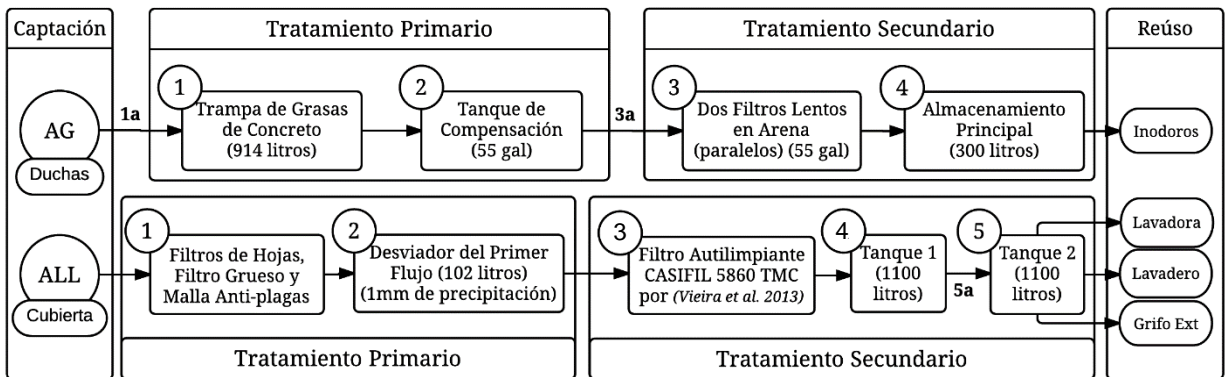 Captación
Tratamiento Primario
Tratamiento Secundario
Reúso
AG
Duchas
1a
1
Trampa de Grasas
de Concreto
(914 litros)
2
Tanque de
Compensación
(55 gal)
3a
3
Dos Filtros Lentos
en Arena
(paralelos) (55 gal)
4
Almacenamiento
Principal
(300 litros)
Inodoros
ALL
Cubierta
1
Filtros de Hojas,
Filtro Grueso y
Malla Anti-plagas
2
Desviador del Primer
Flujo (102 litros)
(1mm de precipitación)
3
Filtro Autilimpiante
CASIFIL 5860 TMC
por (Vieira et al. 2013)
4
Tanque 1
(1100
litros)
5a
5
Tanque 2
(1100
litros)
Lavadora
Lavadero
Grifo Ext
Tratamiento Primario
Tratamiento Secundario